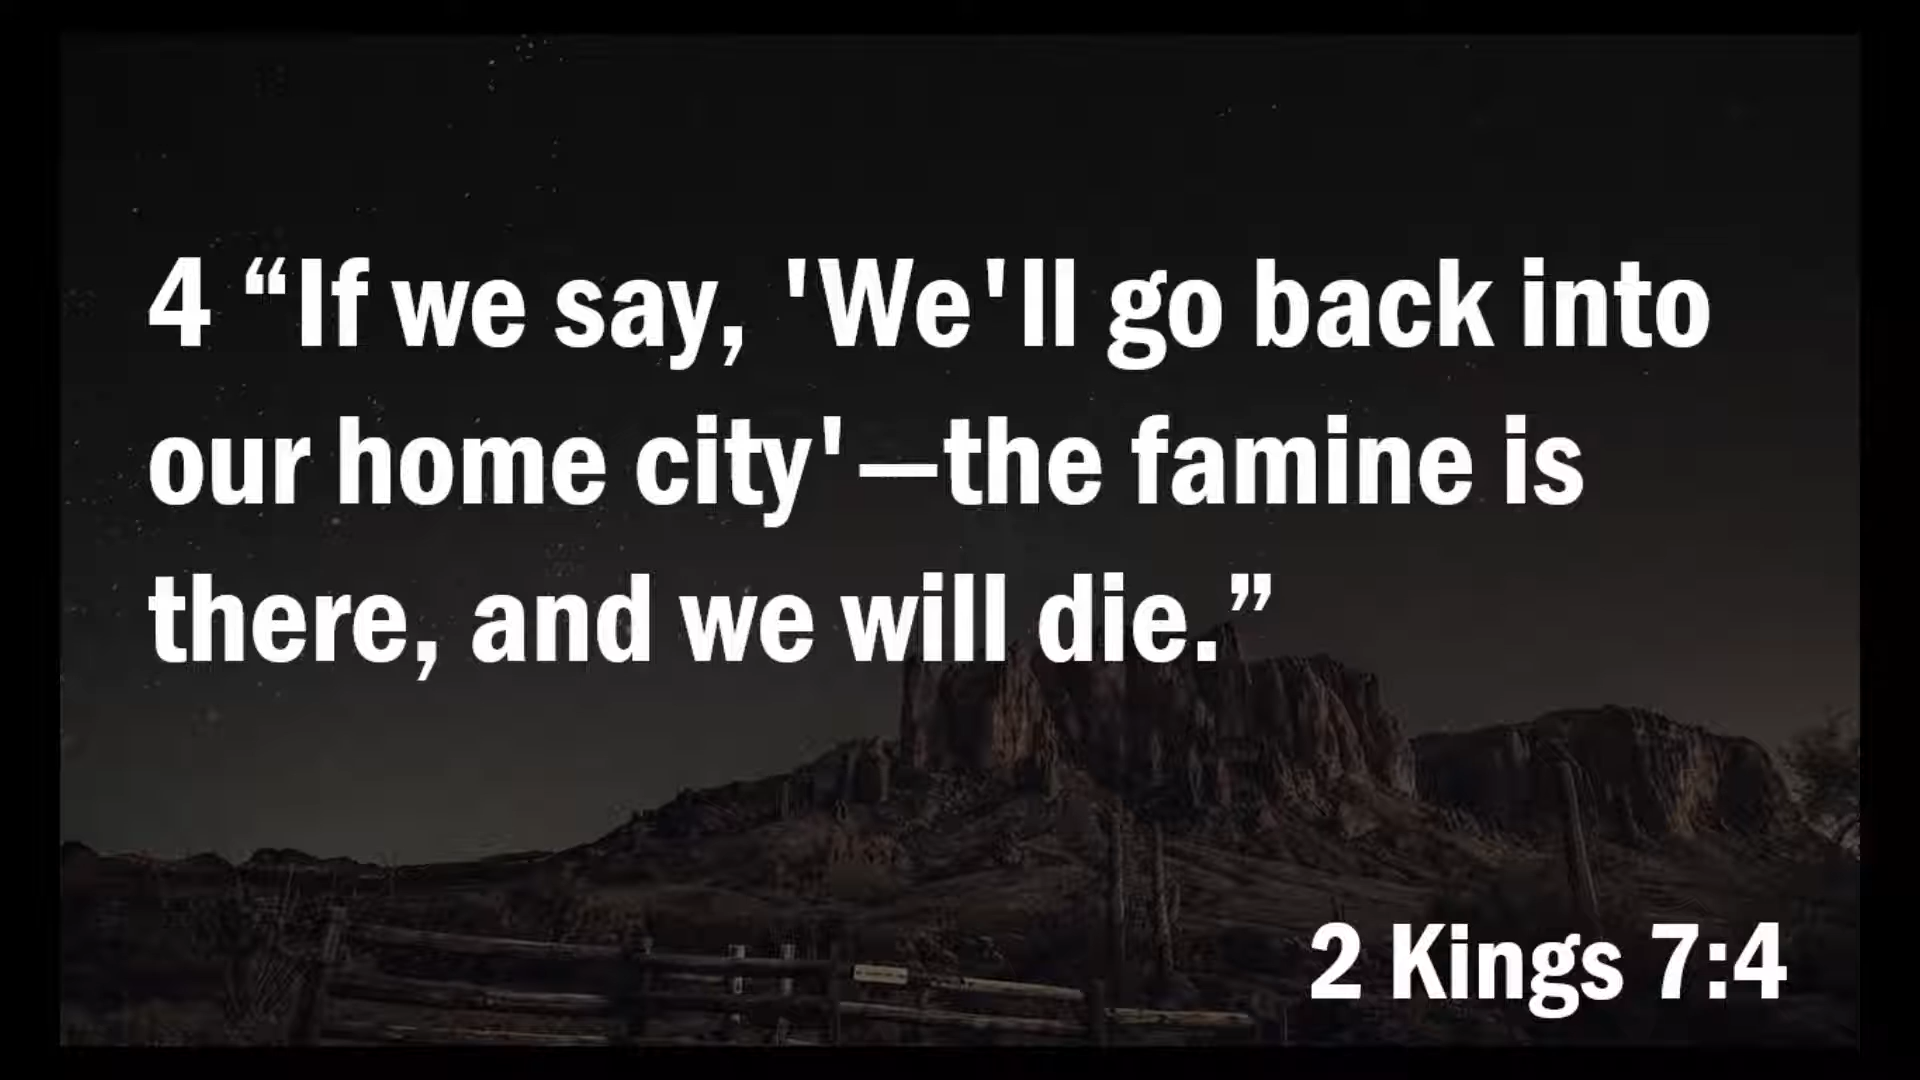 4 “If we say, 'We'll go back into
our home city'—the famine is
there, and we will die.”
2 Kings 7:4